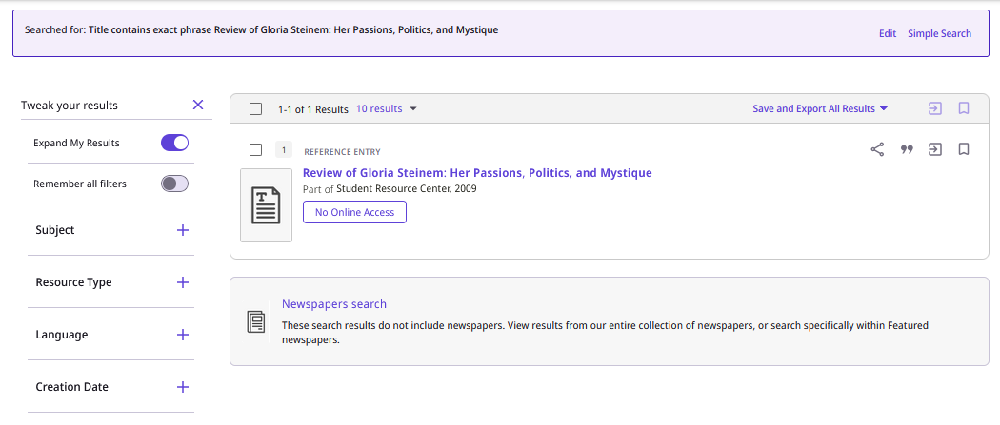 Searched for: Title contains exact phrase Review of Gloria Steinem: Her Passions, Politics, and Mystique
Edit Simple Search
Tweak your results
Expand My Results
Remember all filters
Subject
Resource Type
Language
Creation Date
1-1 of 1 Results 10 results
Save and Export All Results
1 REFERENCE ENTRY
Review of Gloria Steinem: Her Passions, Politics, and Mystique
Part of Student Resource Center, 2009
No Online Access
Newspapers search
These search results do not include newspapers. View results from our entire collection of newspapers, or search specifically within Featured
newspapers.